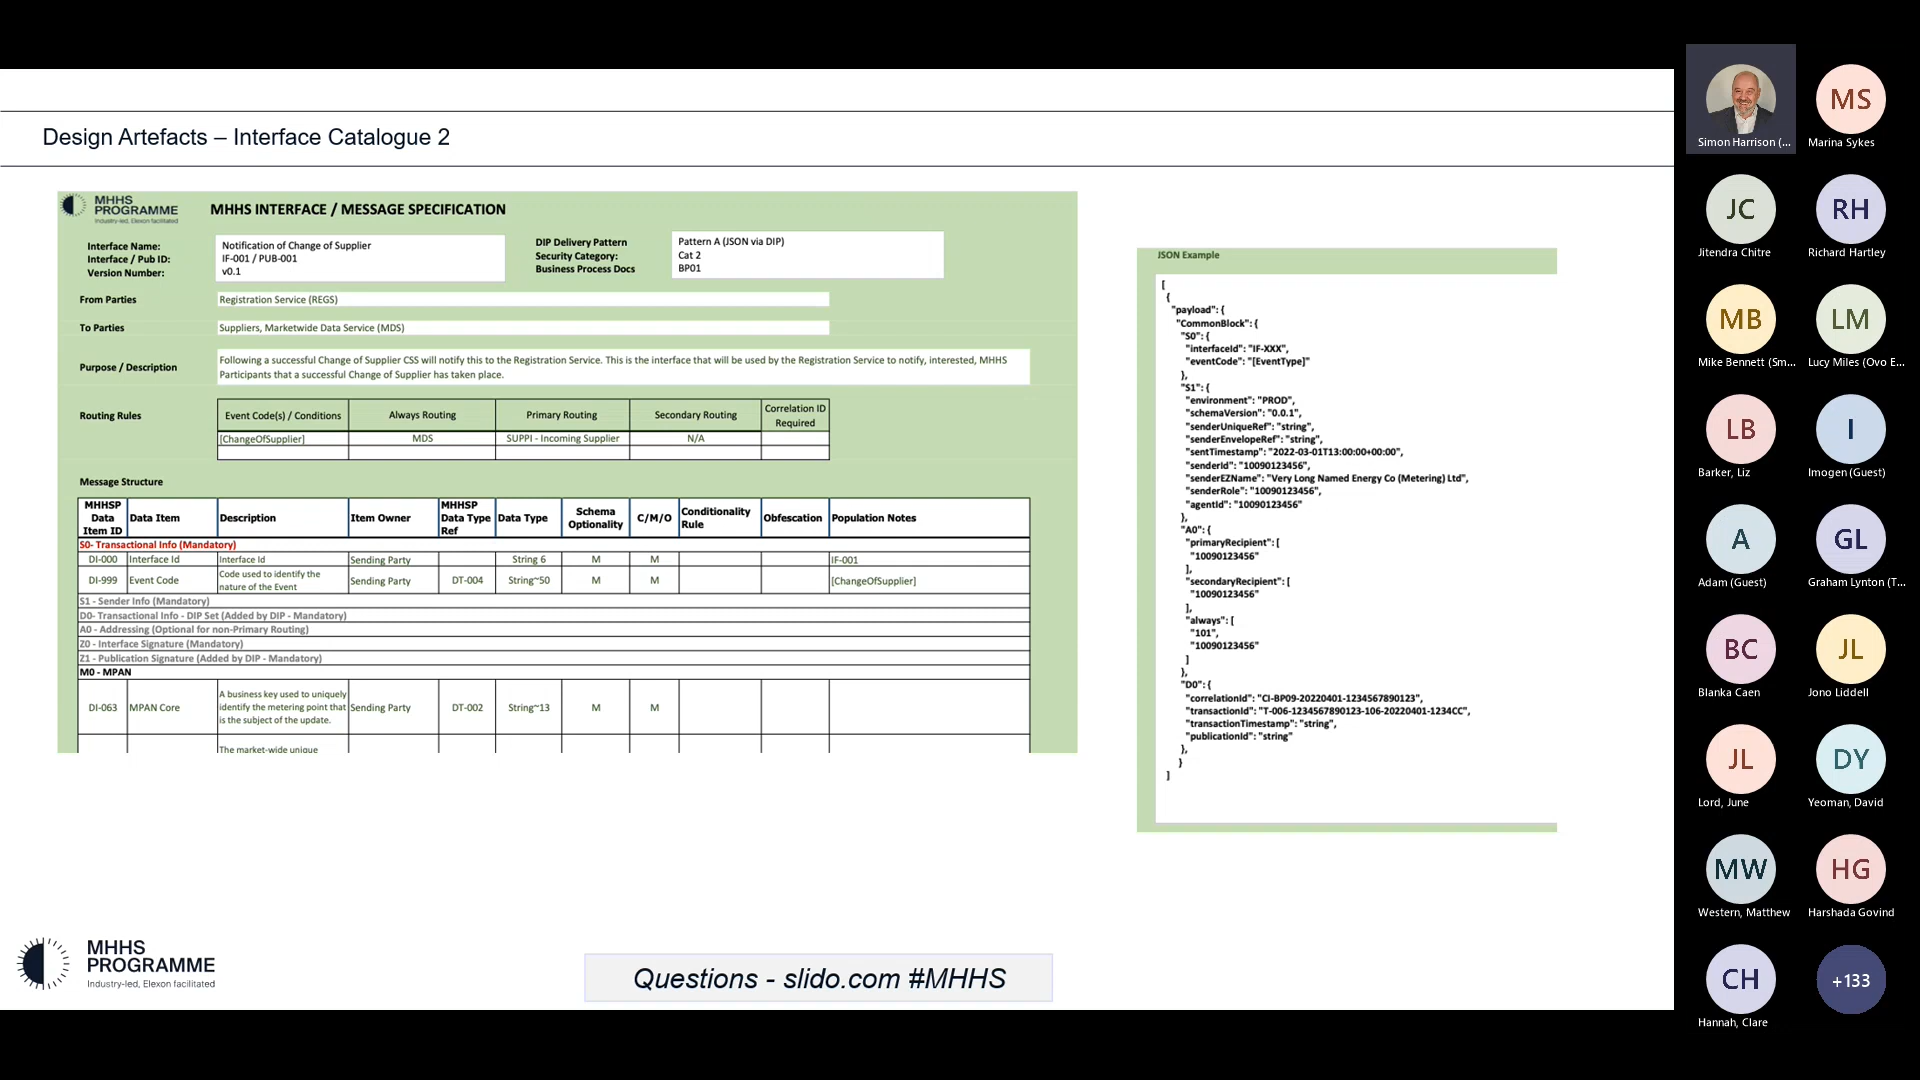 Design Artefacts – Interface Catalogue 2
MHHS
PROGRAMME
Industry-led, Elexon facilitated
MHHS INTERFACE / MESSAGE SPECIFICATION
Interface Name:
Notification of Change of Supplier
Interface / Pub ID:
IF-001 / PUB-001
Version Number:
v0.1
DIP Delivery Pattern
Pattern A (JSON via DIP)
Security Category:
Cat 2
Business Process Docs
BP01
From Parties
Registration Service (REGS)
To Parties
Suppliers, Marketwide Data Service (MDS)
Purpose / Description
Following a successful Change of Supplier CSS will notify this to the Registration Service. This is the interface that will be used by the Registration Service to notify, interested, MHHS
Participants that a successful Change of Supplier has taken place.
Routing Rules
Event Code(s) / Conditions
Always Routing
Primary Routing
Secondary Routing
Correlation ID
Required
[ChangeOfSupplier]
MDS
SUPPI - Incoming Supplier
N/A
Message Structure
MHHSP
Data
Item ID
Data Item
Description
Item Owner
MHHSP
Data Type
Ref
Data Type
Schema
Optionality
C/M/O
Conditionality
Rule
Obfescation
Population Notes
S0- Transactional Info (Mandatory)
DI-000
Interface Id
Interface Id
Sending Party
String 6
M
M
IF-001
DI-999
Event Code
Code used to identify the
nature of the Event
Sending Party
DT-004
String~50
M
M
[ChangeOfSupplier]
S1 - Sender Info (Mandatory)
D0- Transactional Info - DIP Set (Added by DIP - Mandatory)
A0 - Addressing (Optional for non-Primary Routing)
Z0 - Interface Signature (Mandatory)
Z1 - Publication Signature (Added by DIP - Mandatory)
M0 - MPAN
DI-063
MPAN Core
A business key used to uniquely
identify the metering point that
is the subject of the update.
Sending Party
DT-002
String~13
M
M
The market-wide unique
JSON Example
[
{
"payload": {
"CommonBlock": {
"S0": {
"interfaceId": "IF-XXX",
"eventCode": "[EventType]"
},
"S1": {
"environment": "PROD",
"schemaVersion": "0.0.1",
"senderUniqueRef": "string",
"senderEnvelopeRef": "string",
"sentTimestamp": "2022-03-01T13:00:00+00:00",
"senderId": "10090123456",
"senderEZName": "Very Long Named Energy Co (Metering) Ltd",
"senderRole": "10090123456",
"agentId": "10090123456"
},
"A0": {
"primaryRecipient": [
"10090123456"
],
"secondaryRecipient": [
"10090123456"
],
"always": [
"101",
"10090123456"
]
},
"D0": {
"correlationId": "CI-BP09-20220401-1234567890123",
"transactionId": "T-006-1234567890123-106-20220401-1234CC",
"transactionTimestamp": "string",
"publicationId": "string"
},
}
]
MHHS
PROGRAMME
Industry-led, Elexon facilitated
Questions - slido.com #MHHS
Simon Harrison (...
MS
Marina Sykes
JC
Jitendra Chitre
RH
Richard Hartley
MB
Mike Bennett (Sm...
LM
Lucy Miles (Ovo E...
LB
Barker, Liz
I
Imogen (Guest)
A
Adam (Guest)
GL
Graham Lynton (T...
BC
Blanka Caen
JL
Jono Liddell
JL
Lord, June
DY
Yeoman, David
MW
Western, Matthew
HG
Harshada Govind
CH
Hannah, Clare
+133